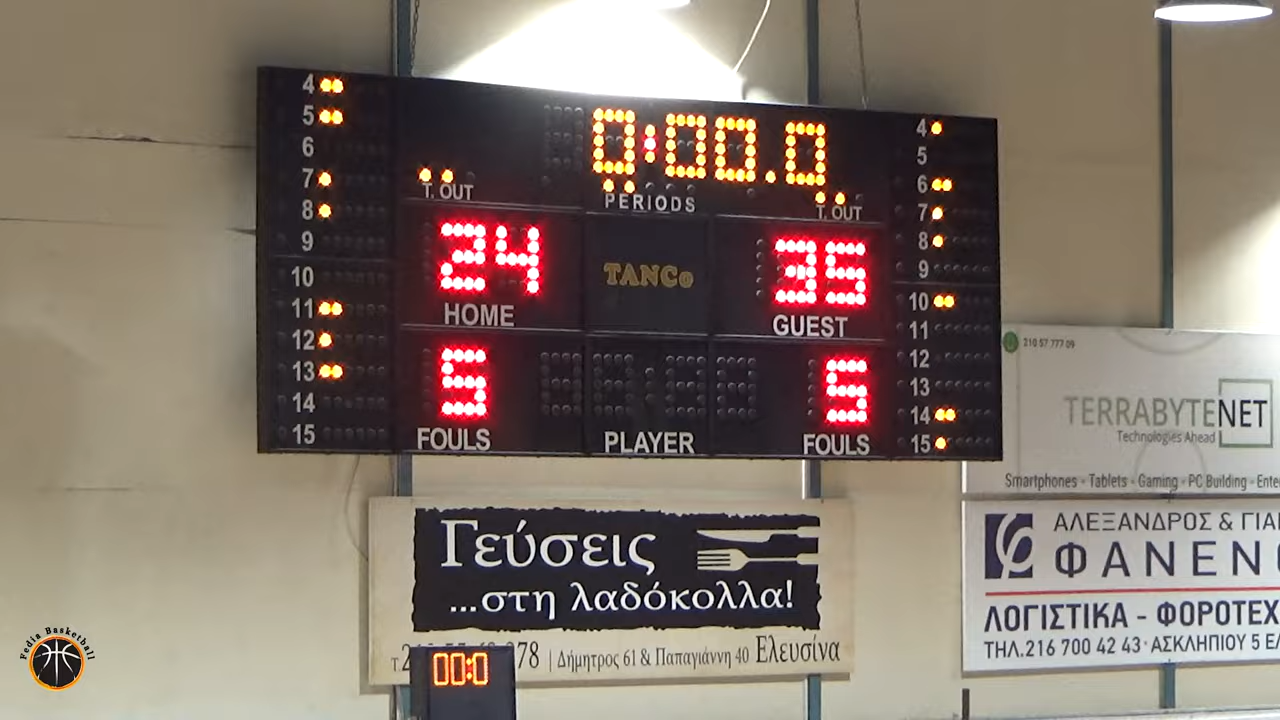 4
5
6
7
8
9
10
11
12
13
14
15
0:00.0
T. OUT
PERIODS
T. OUT
24
HOME
TANCo
35
GUEST
5
FOULS
PLAYER
5
FOULS
4
5
6
7
8
9
10
11
12
13
14
15
210 57 777 09
TERRABYTENET
Technologies Ahead
Smartphones - Tablets - Gaming - PC Building -
ΑΛΕΞΑΝΔΡΟΣ &
ΦΑΝΕΝ
ΛΟΓΙΣΤΙΚΑ - ΦΟΡΟΤΕΧ
ΤΗΛ.216 700 42 43 · ΑΣΚΛΗΠΙΟΥ 5
Γεύσεις
...στη λαδόκολλα!
078 | Δήμητρος 61 & Παπαγιάννη 40 Ελευσίνα
00:0
Fedia Basketball